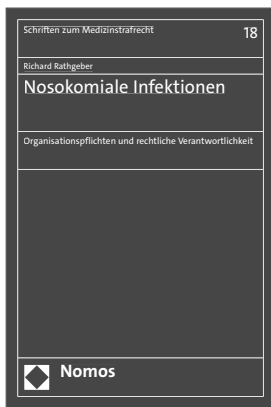 Schriften zum Medizinstrafrecht
18
Richard Rathgeber
Nosokomiale Infektionen
Organisationspflichten und rechtliche Verantwortlichkeit
Nomos